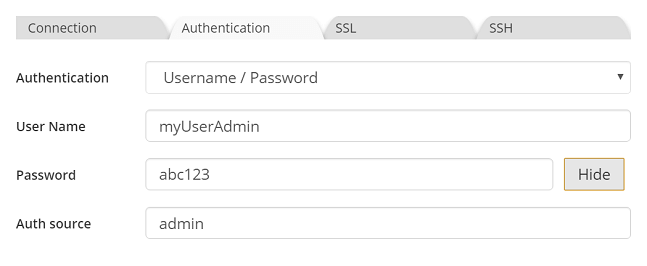 Connection Authentication SSL SSH
Authentication Username / Password
User Name myUserAdmin
Password abc123 Hide
Auth source admin